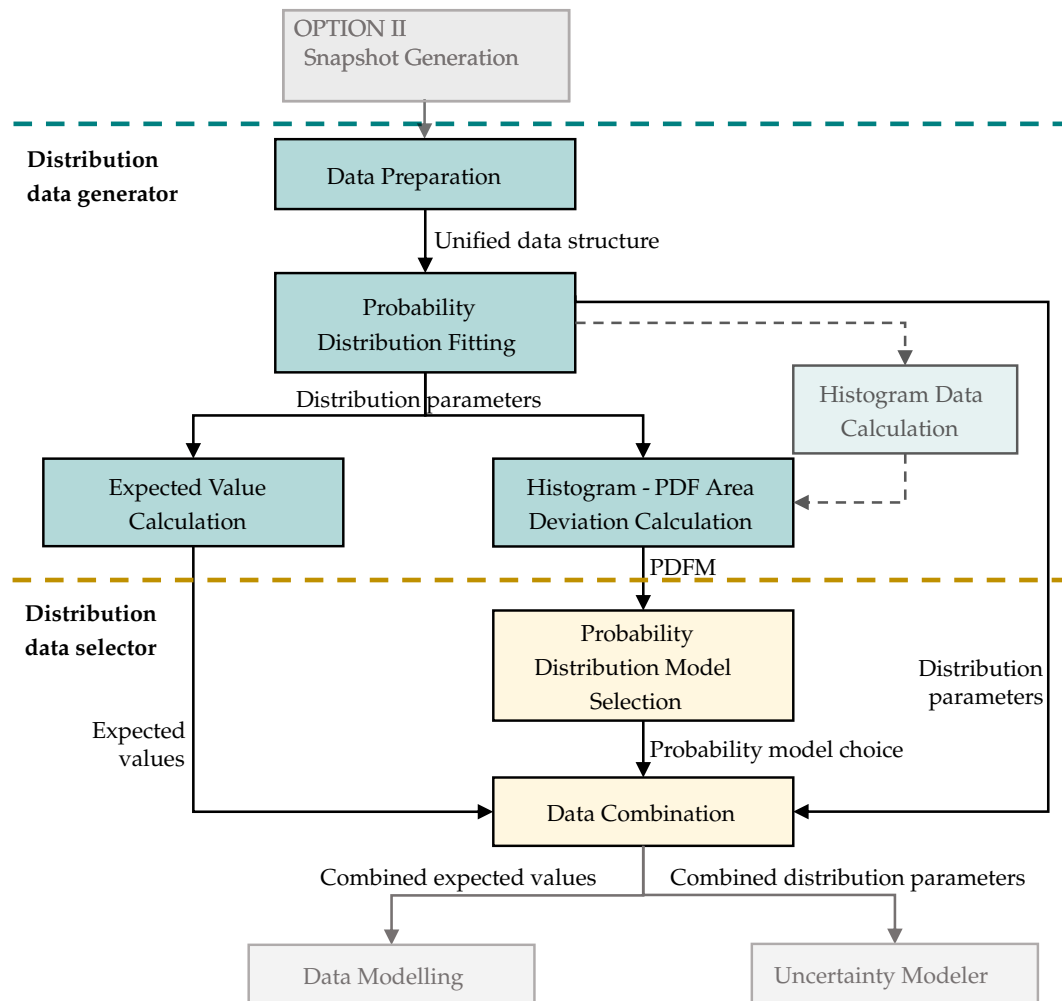 OPTION II
Snapshot Generation
Distribution
data generator
Data Preparation
Unified data structure
Probability
Distribution Fitting
Distribution parameters
Histogram Data
Calculation
Expected Value
Calculation
Histogram - PDF Area
Deviation Calculation
PDFM
Distribution
data selector
Probability
Distribution Model
Selection
Distribution
parameters
Expected
values
Probability model choice
Data Combination
Combined expected values
Combined distribution parameters
Data Modelling
Uncertainty Modeler